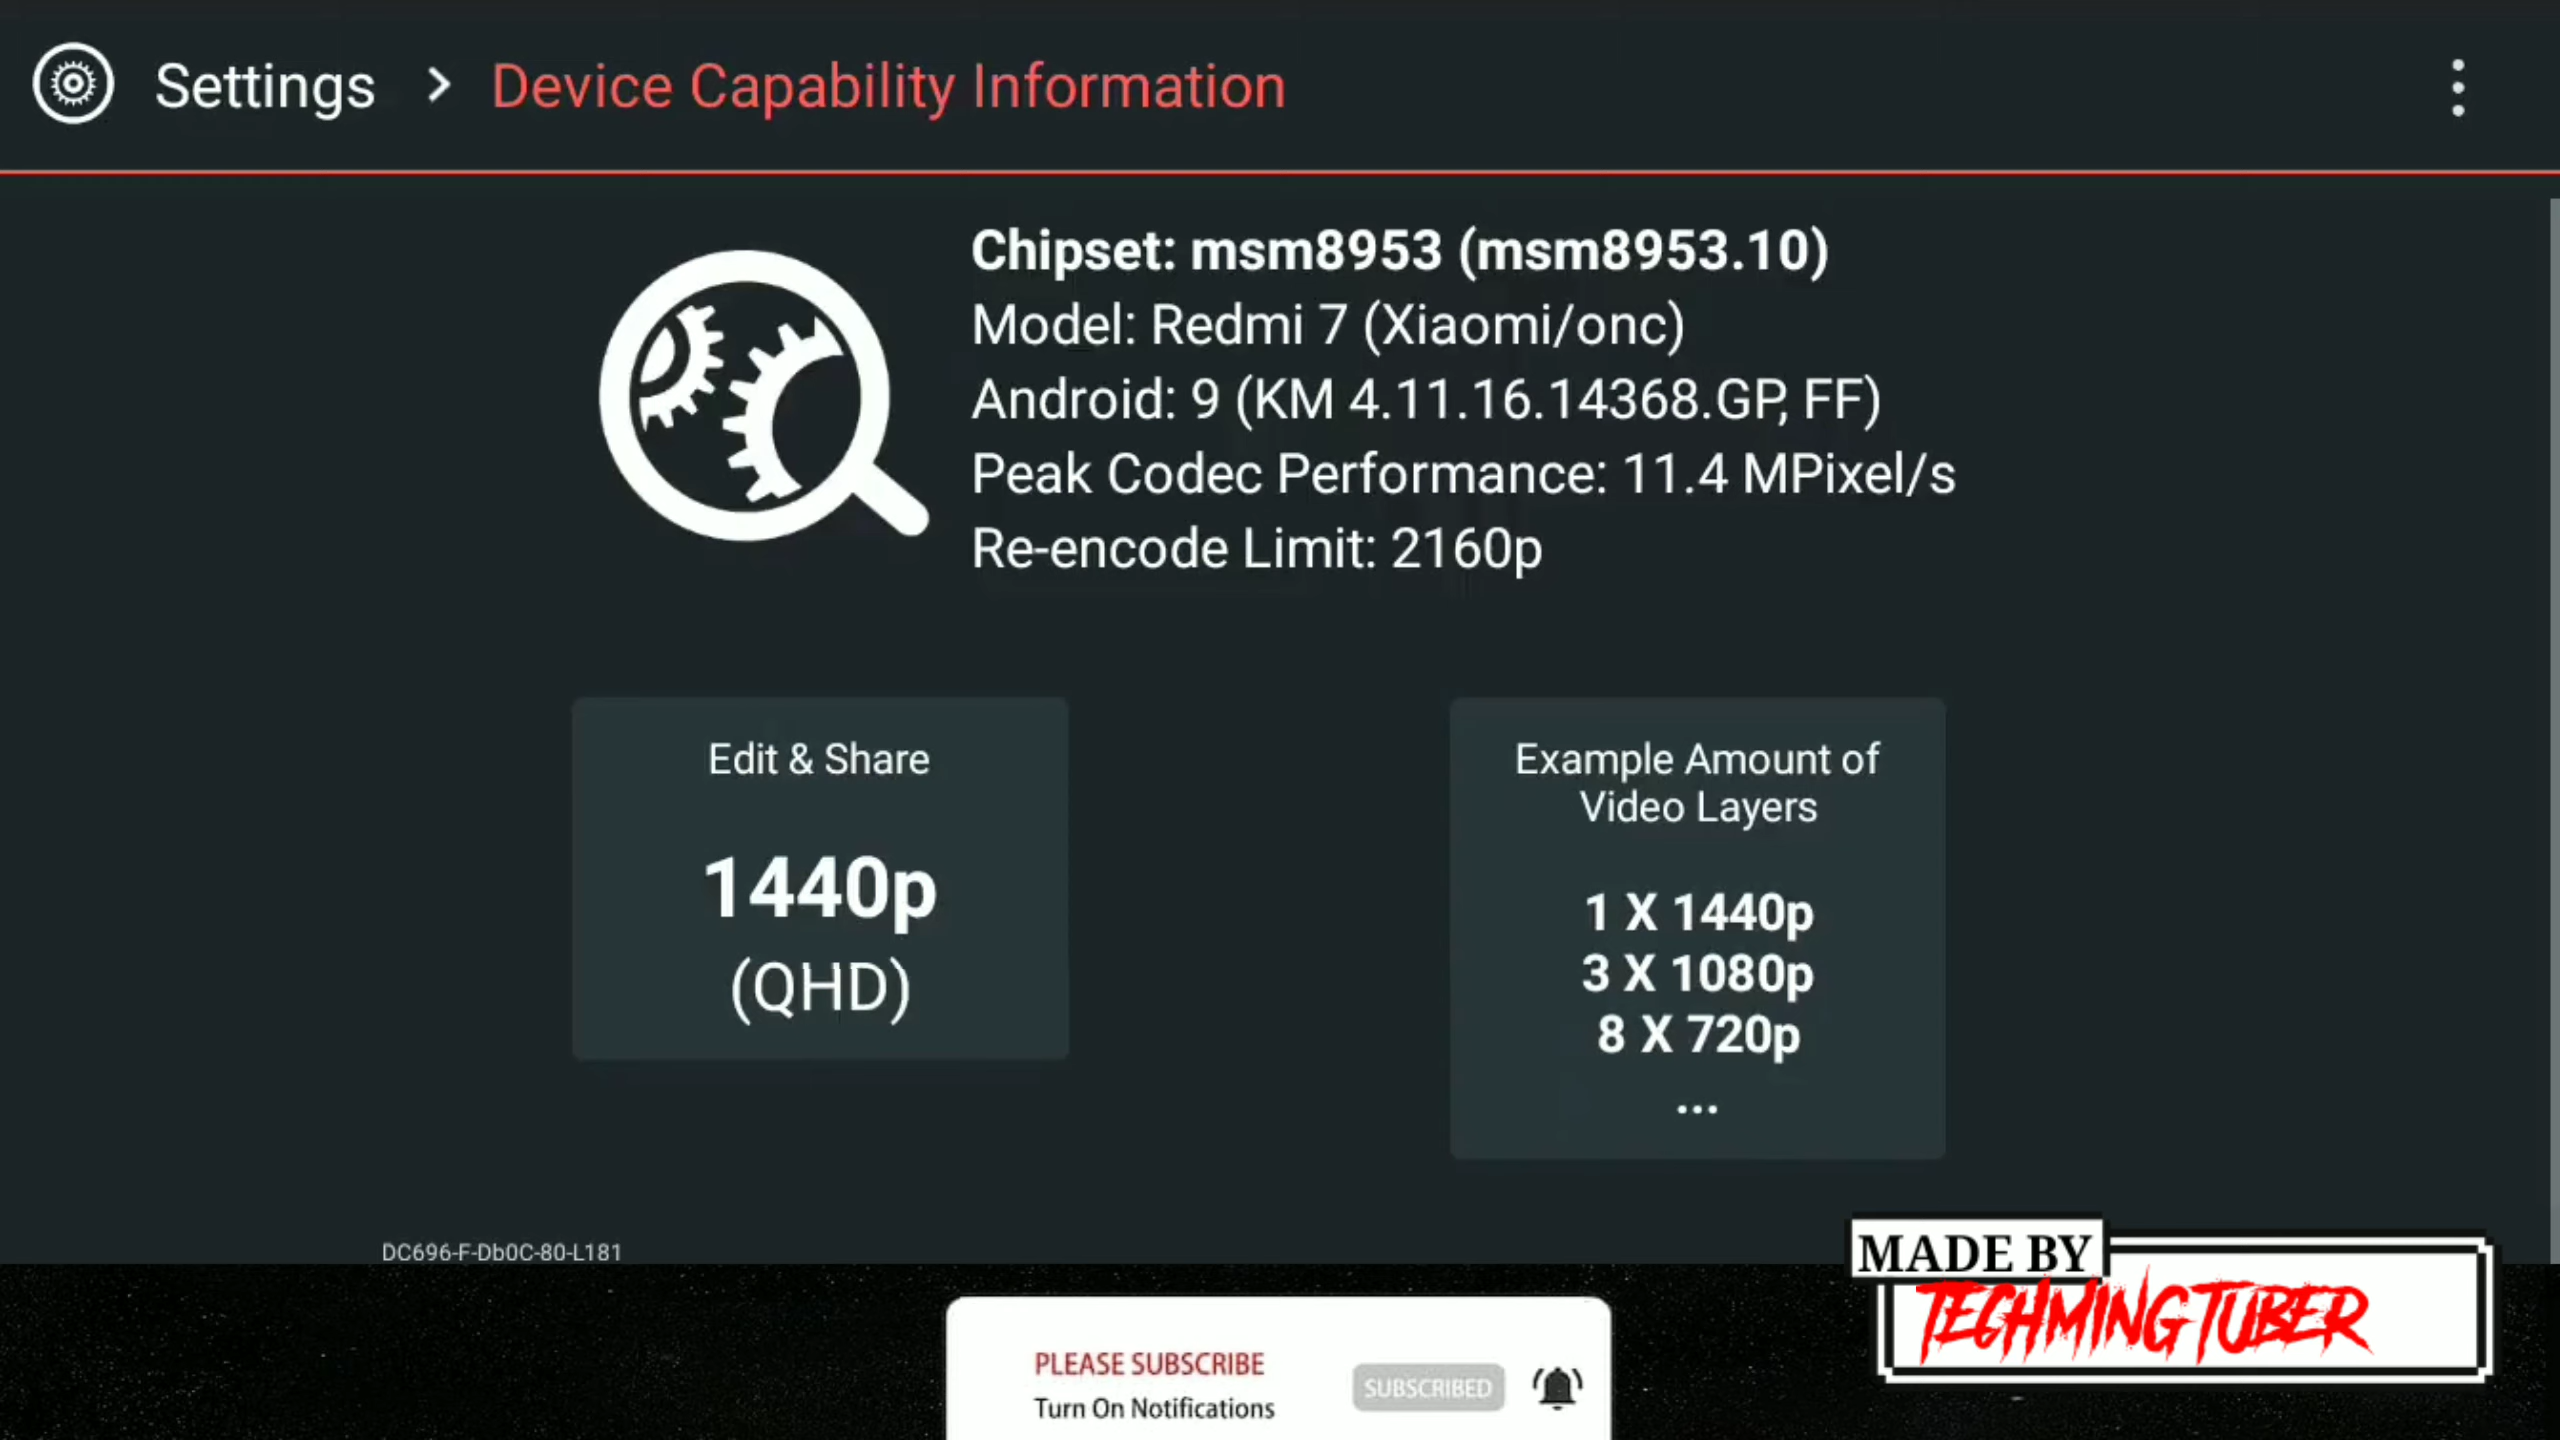 Settings > Device Capability Information
Chipset: msm8953 (msm8953.10)
Model: Redmi 7 (Xiaomi/onc)
Android: 9 (KM 4.11.16.14368.GP, FF)
Peak Codec Performance: 11.4 MPixel/s
Re-encode Limit: 2160p
Edit & Share
1440p
(QHD)
Example Amount of
Video Layers
1 X 1440p
3 X 1080p
8 X 720p
...
DC696-F-Db0C-80-L181
MADE BY
TECHMINGTUBER
PLEASE SUBSCRIBE
Turn On Notifications
SUBSCRIBED